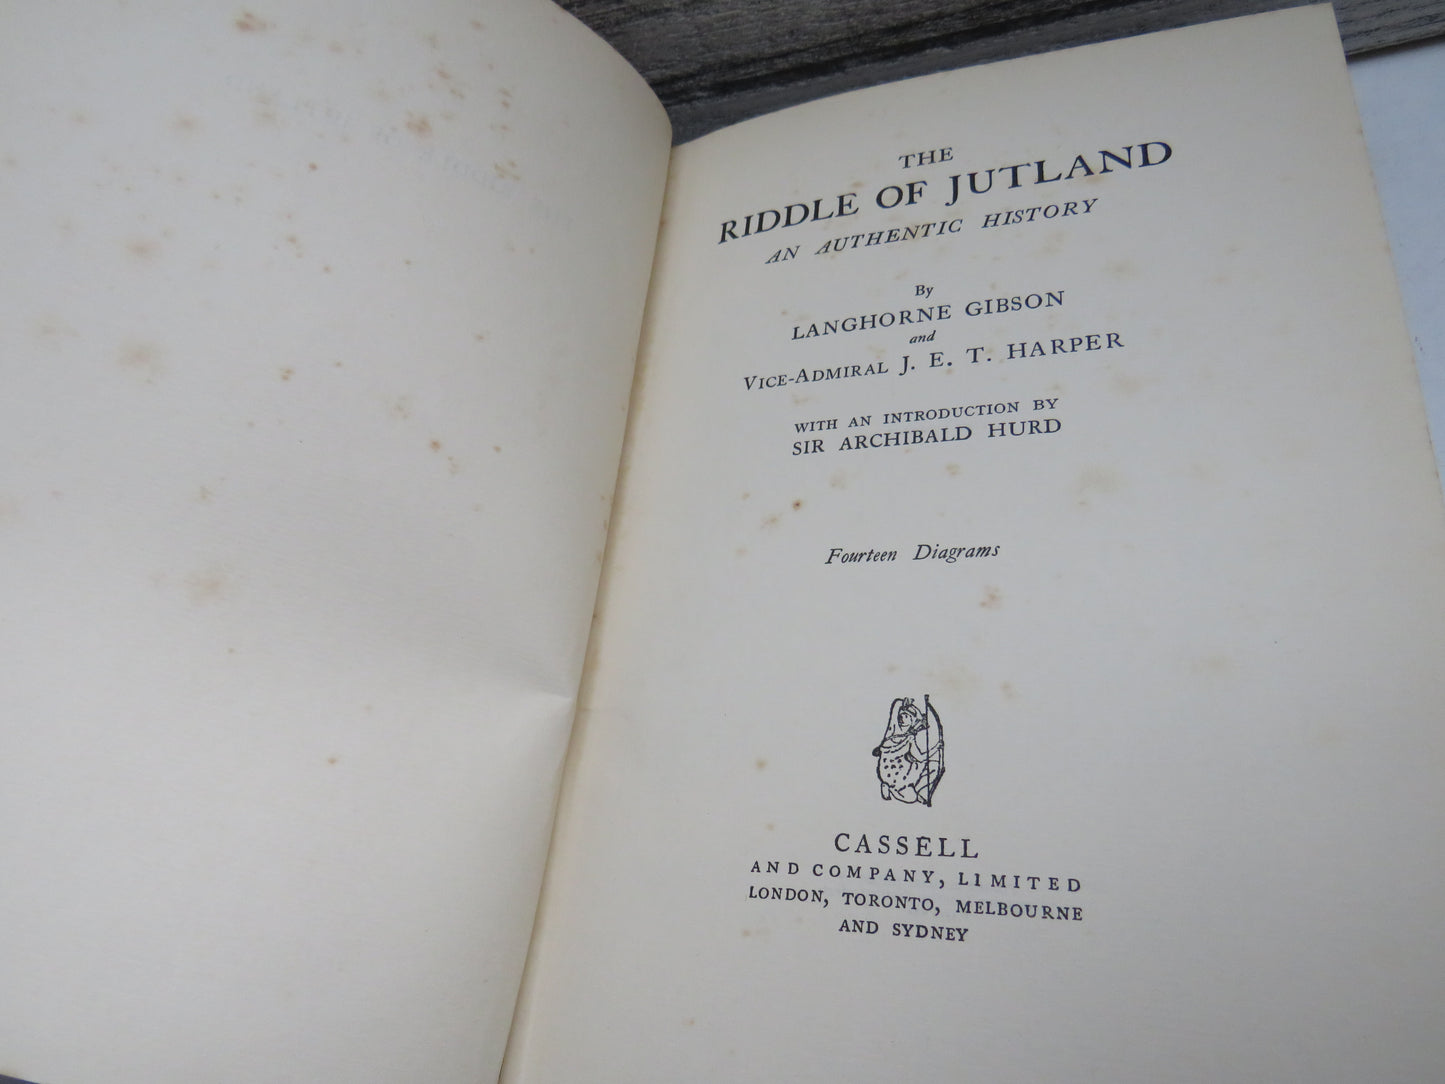 THE
RIDDLE OF JUTLAND
AN AUTHENTIC HISTORY
By
LANGHORNE GIBSON
and
VICE-ADMIRAL J. E. T. HARPER
WITH AN INTRODUCTION BY
SIR ARCHIBALD HURD
Fourteen Diagrams
CASSELL
AND COMPANY, LIMITED
LONDON, TORONTO, MELBOURNE
AND SYDNEY